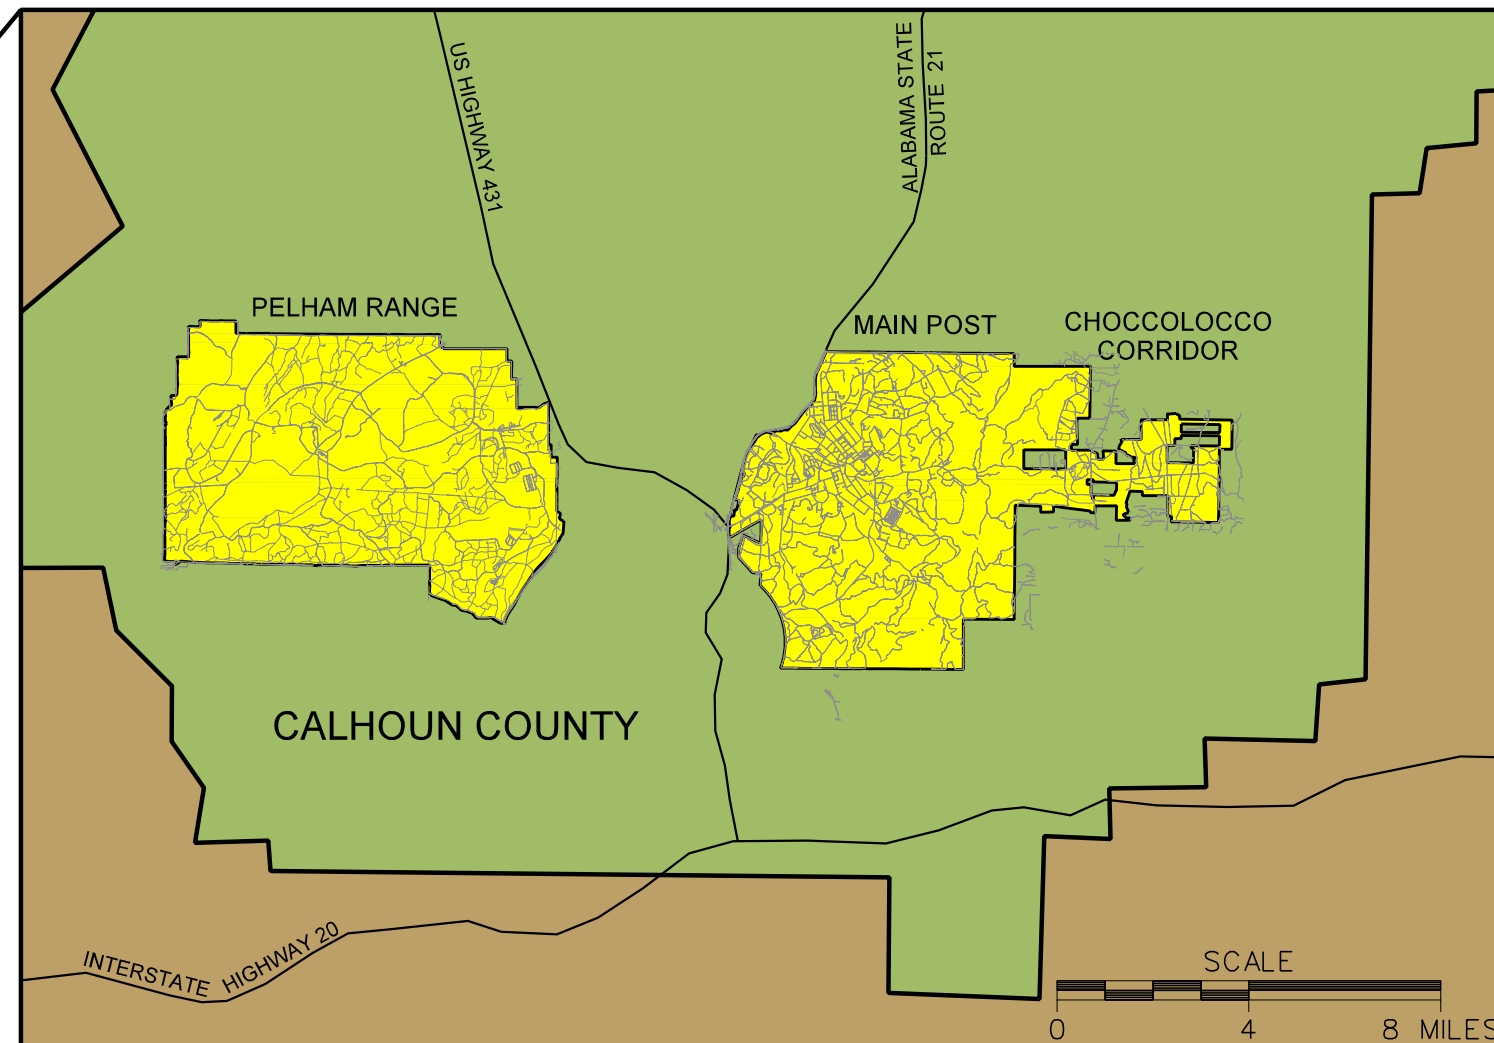 US HIGHWAY 431
ALABAMA STATE
ROUTE 21
PELHAM RANGE
MAIN POST
CHOCCOLOCCO
CORRIDOR
CALHOUN COUNTY
INTERSTATE HIGHWAY 20
SCALE
0 4 8 MILES